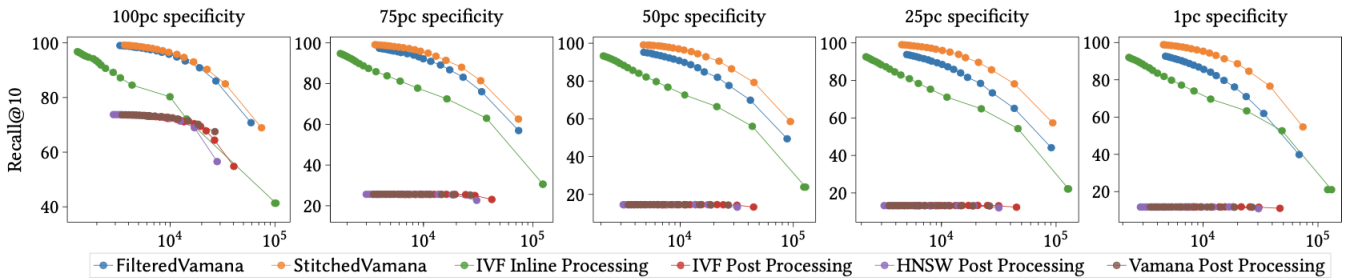 100pc specificity 75pc specificity 50pc specificity 25pc specificity 1pc specificity
Recall@10
100 100 100 100 100
80 80 80 80 80
60 60 60 60 60
40 40 40 40 40
20 20 20 20
10⁴ 10⁵ 10⁴ 10⁵ 10⁴ 10⁵ 10⁴ 10⁵ 10⁴ 10⁵
FilteredVamana StitchedVamana IVF Inline Processing IVF Post Processing HNSW Post Processing Vamana Post Processing